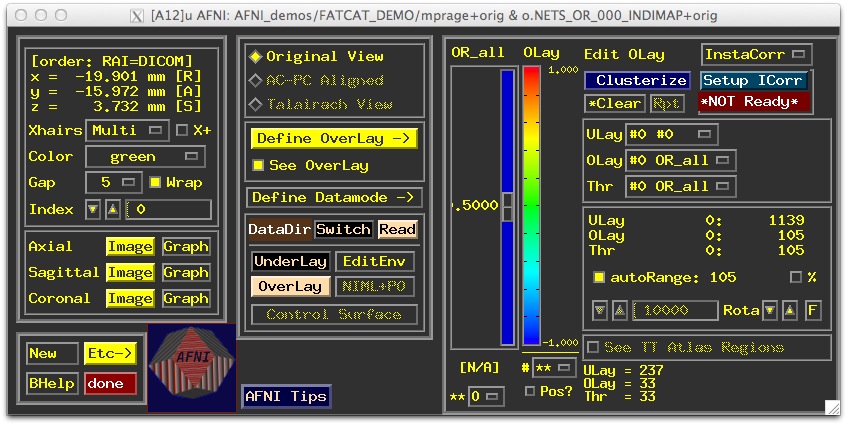 [A12]u AFNI: AFNI_demos/FATCAT_DEMO/mprage+orig & o.NETS_OR_000_INDIMAP+orig
[order: RAI=DICOM]
x = -19.901 mm [R]
y = -15.972 mm [A]
z = 3.732 mm [S]
Xhairs Multi X+
Color green
Gap 5 Wrap
Index 0
Axial Image Graph
Sagittal Image Graph
Coronal Image Graph
New Etc->
BHelp done
AFNI
Original View
AC-PC Aligned
Talairach View
Define OverLay ->
See OverLay
Define Datamode ->
DataDir Switch Read
UnderLay EditEnv
OverLay NIML+PO
Control Surface
AFNI Tips
OR_all OLay
1.000
0.5000
-1.000
[N/A] # **
** 0 Pos?
Edit OLay InstaCorr
Clusterize Setup ICorr
*Clear Rpt *NOT Ready*
ULay #0 #0
OLay #0 OR_all
Thr #0 OR_all
ULay 0: 1139
OLay 0: 105
Thr 0: 105
autoRange: 105 %
10000 Rota F
See TT Atlas Regions
ULay = 237
OLay = 33
Thr = 33